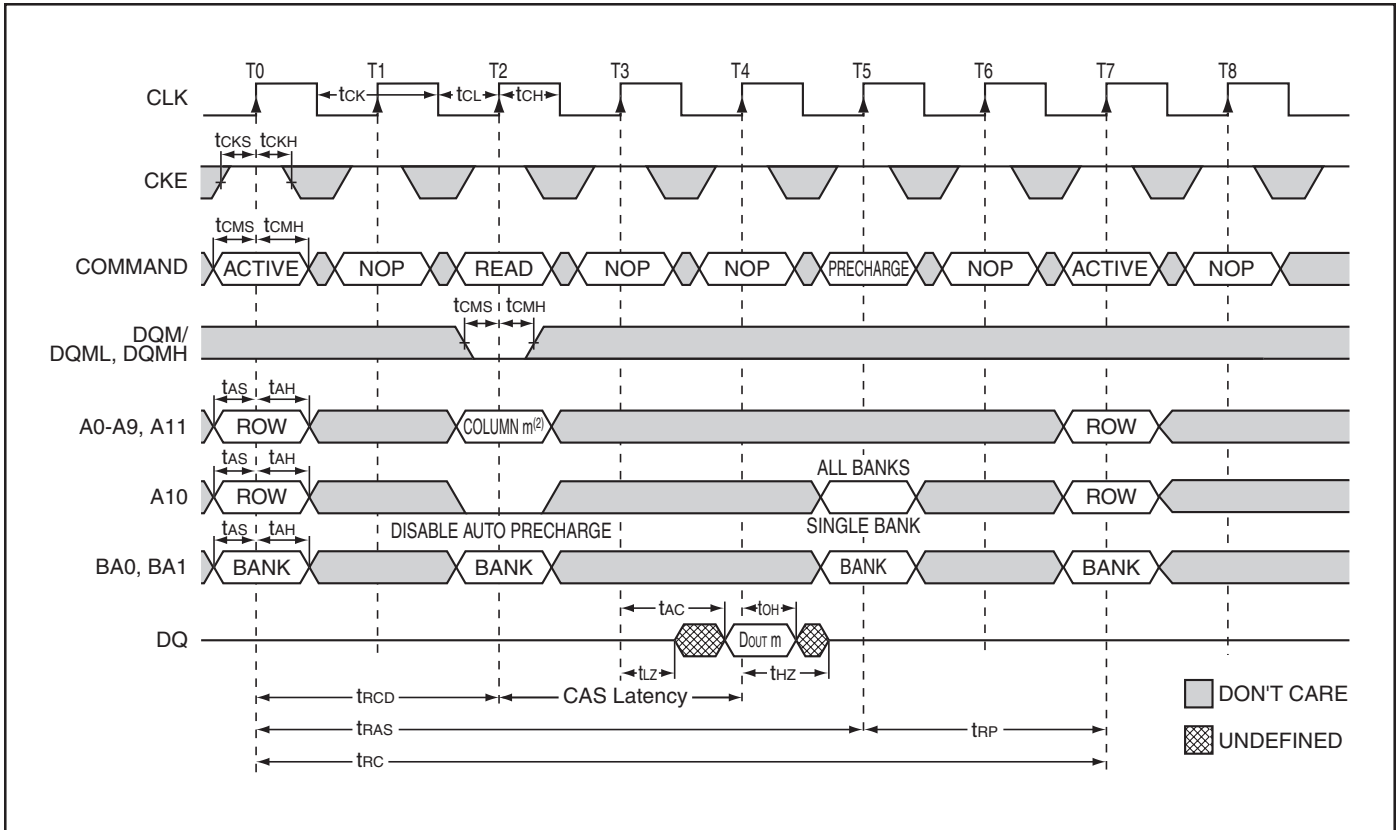 T0 T1 T2 T3 T4 T5 T6 T7 T8
CLK tCK tCL tCH
tCKS tCKH
CKE
tCMS tCMH
COMMAND ACTIVE NOP READ NOP NOP PRECHARGE NOP ACTIVE NOP
tCMS tCMH
DQM/
DQML, DQMH
tAS tAH
A0-A9, A11 ROW COLUMN m(2) ROW
tAS tAH ALL BANKS
A10 ROW ROW
tAS tAH DISABLE AUTO PRECHARGE SINGLE BANK
BA0, BA1 BANK BANK BANK BANK
tAC tOH
DQ DOUT m
tLZ tHZ
tRCD CAS Latency DON'T CARE
tRAS tRP
UNDEFINED
tRC